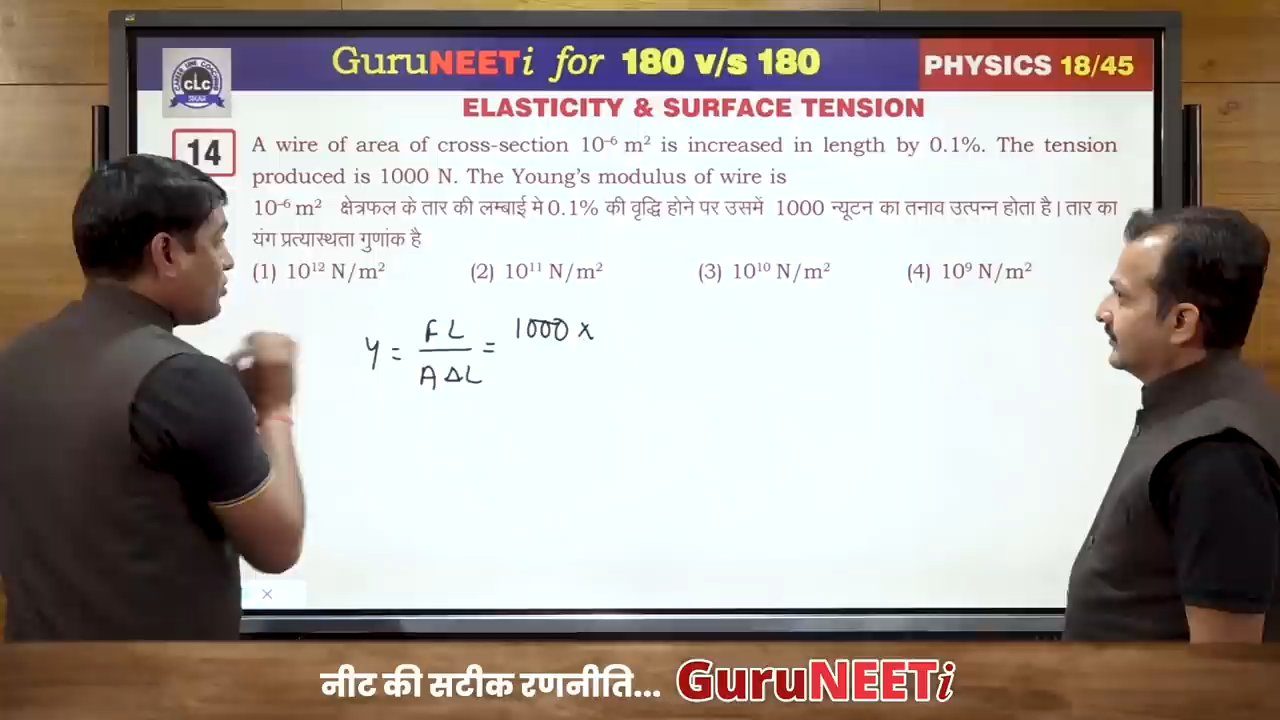 GuruNEETi for 180 v/s 180
PHYSICS 18/45
CLC
SIKAR
ELASTICITY & SURFACE TENSION
14
A wire of area of cross-section 10⁻⁶ m² is increased in length by 0.1%. The tension
produced is 1000 N. The Young's modulus of wire is
10⁻⁶ m² क्षेत्रफल के तार की लम्बाई मे 0.1% की वृद्धि होने पर उसमें 1000 न्यूटन का तनाव उत्पन्न होता है। तार का
यंग प्रत्यास्थता गुणांक है
(1) 10¹² N/m² (2) 10¹¹ N/m² (3) 10¹⁰ N/m² (4) 10⁹ N/m²
Y = FL / AΔL = 1000 x
नीट की सटीक रणनीति... GuruNEETi